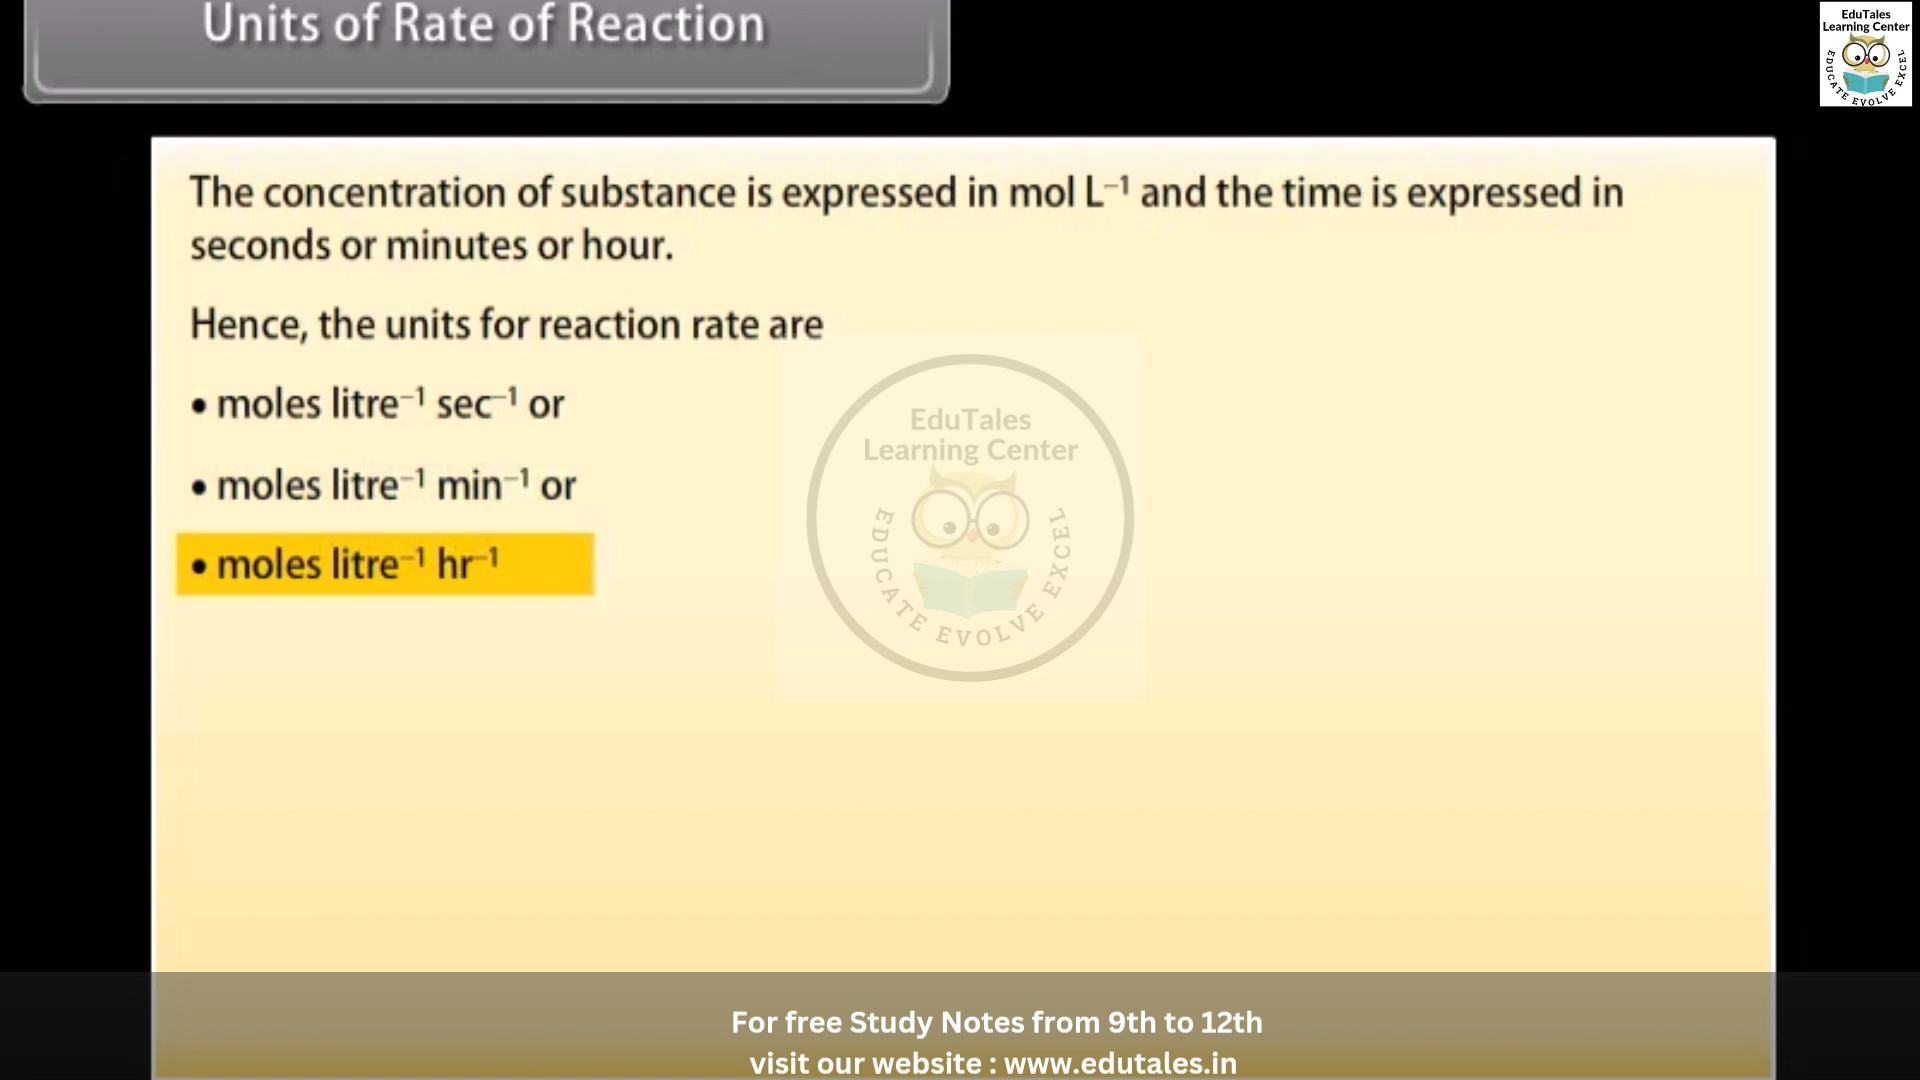 Units of Rate of Reaction
EduTales
Learning Center
EDUCATE EVOLVE EXCEL
The concentration of substance is expressed in mol L⁻¹ and the time is expressed in
seconds or minutes or hour.
Hence, the units for reaction rate are
• moles litre⁻¹ sec⁻¹ or
• moles litre⁻¹ min⁻¹ or
• moles litre⁻¹ hr⁻¹
EduTales
Learning Center
EDUCATE EVOLVE EXCEL
For free Study Notes from 9th to 12th
visit our website : www.edutales.in